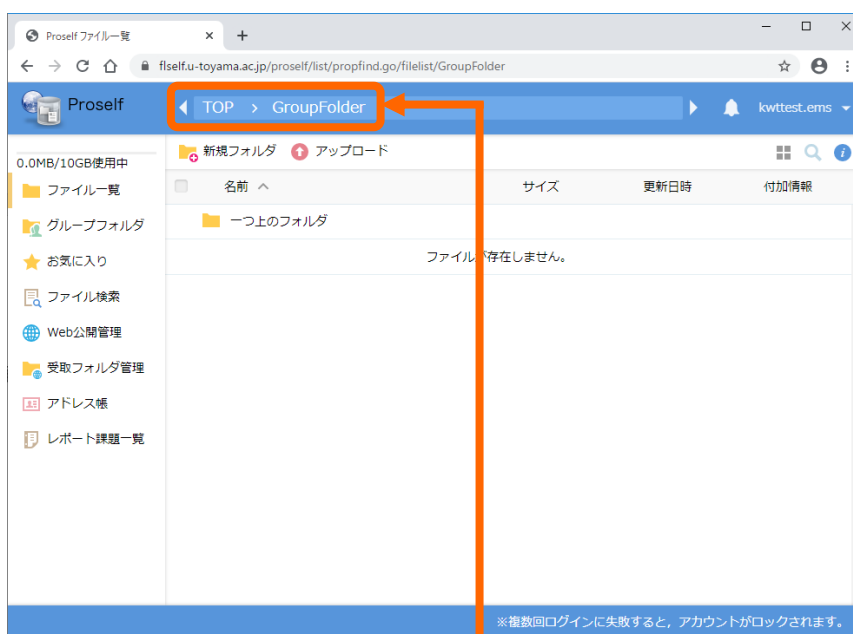 Proself ファイル一覧
flself.u-toyama.ac.jp/proself/list/propfind.go/filelist/GroupFolder
Proself
TOP > GroupFolder
kwttest.ems
0.0MB/10GB使用中
新規フォルダ アップロード
ファイル一覧
名前 サイズ 更新日時 付加情報
グループフォルダ
一つ上のフォルダ
お気に入り
ファイルが存在しません。
ファイル検索
Web公開管理
受取フォルダ管理
アドレス帳
レポート課題一覧
※複数回ログインに失敗すると，アカウントがロックされます。